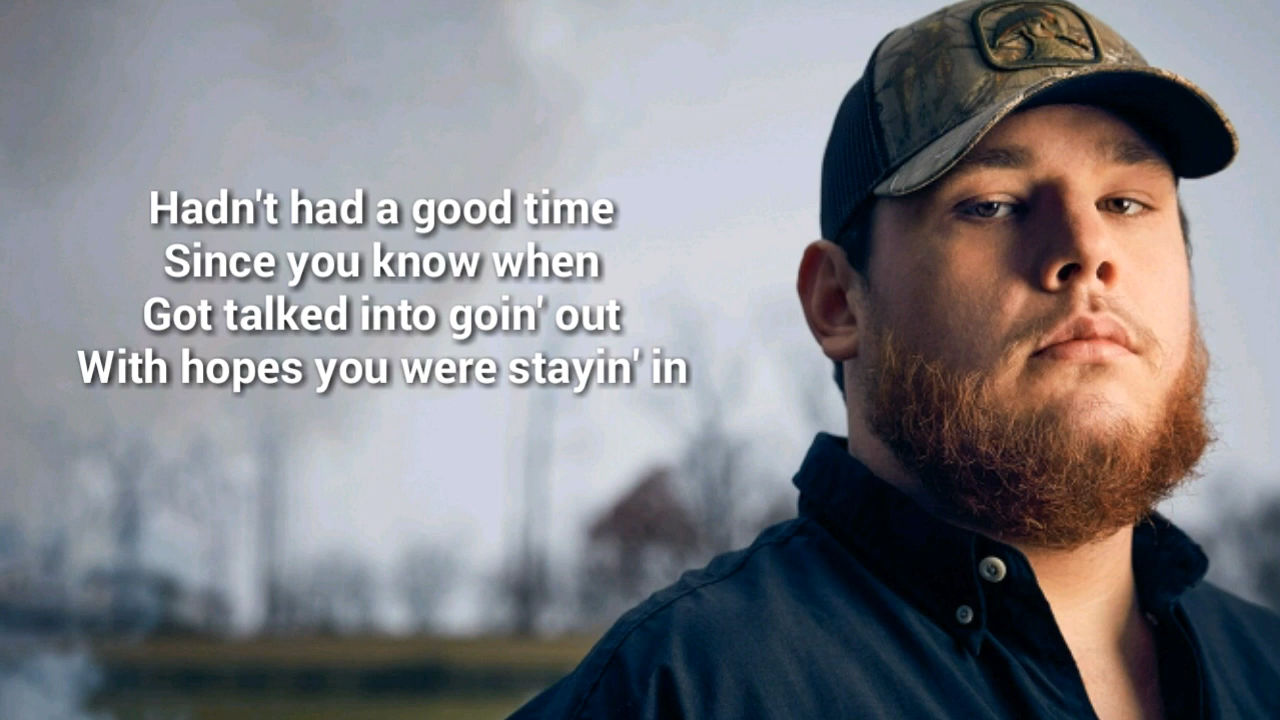 Hadn't had a good time
Since you know when
Got talked into goin' out
With hopes you were stayin' in